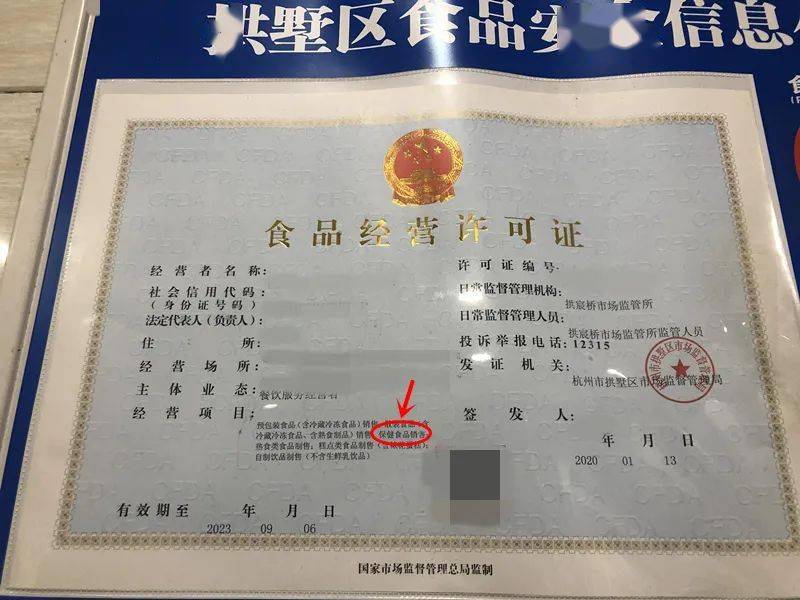 拱墅区食品安全信息公
食品经营许可证
经营者名称：
社会信用代码：
（身份证号码）
法定代表人（负责人）：
住所：
经营场所：
主体业态：餐饮服务经营者
经营项目：
预包装食品（含冷藏冷冻食品）销售，散装食品（含
冷藏冷冻食品、含熟食制品）销售，保健食品销售
热食类食品制售；糕点类食品制售（含裱花蛋糕）；
自制饮品制售（不含生鲜乳饮品）
许可证编号：
日常监督管理机构：拱宸桥市场监管所
日常监督管理人员：拱宸桥市场监管所监管人员
投诉举报电话：12315
发证机关：杭州市拱墅区市场监督管理局
签发人：
年 月 日
2020 01 13
有效期至 年 月 日
2023 09 06
国家市场监督管理总局监制